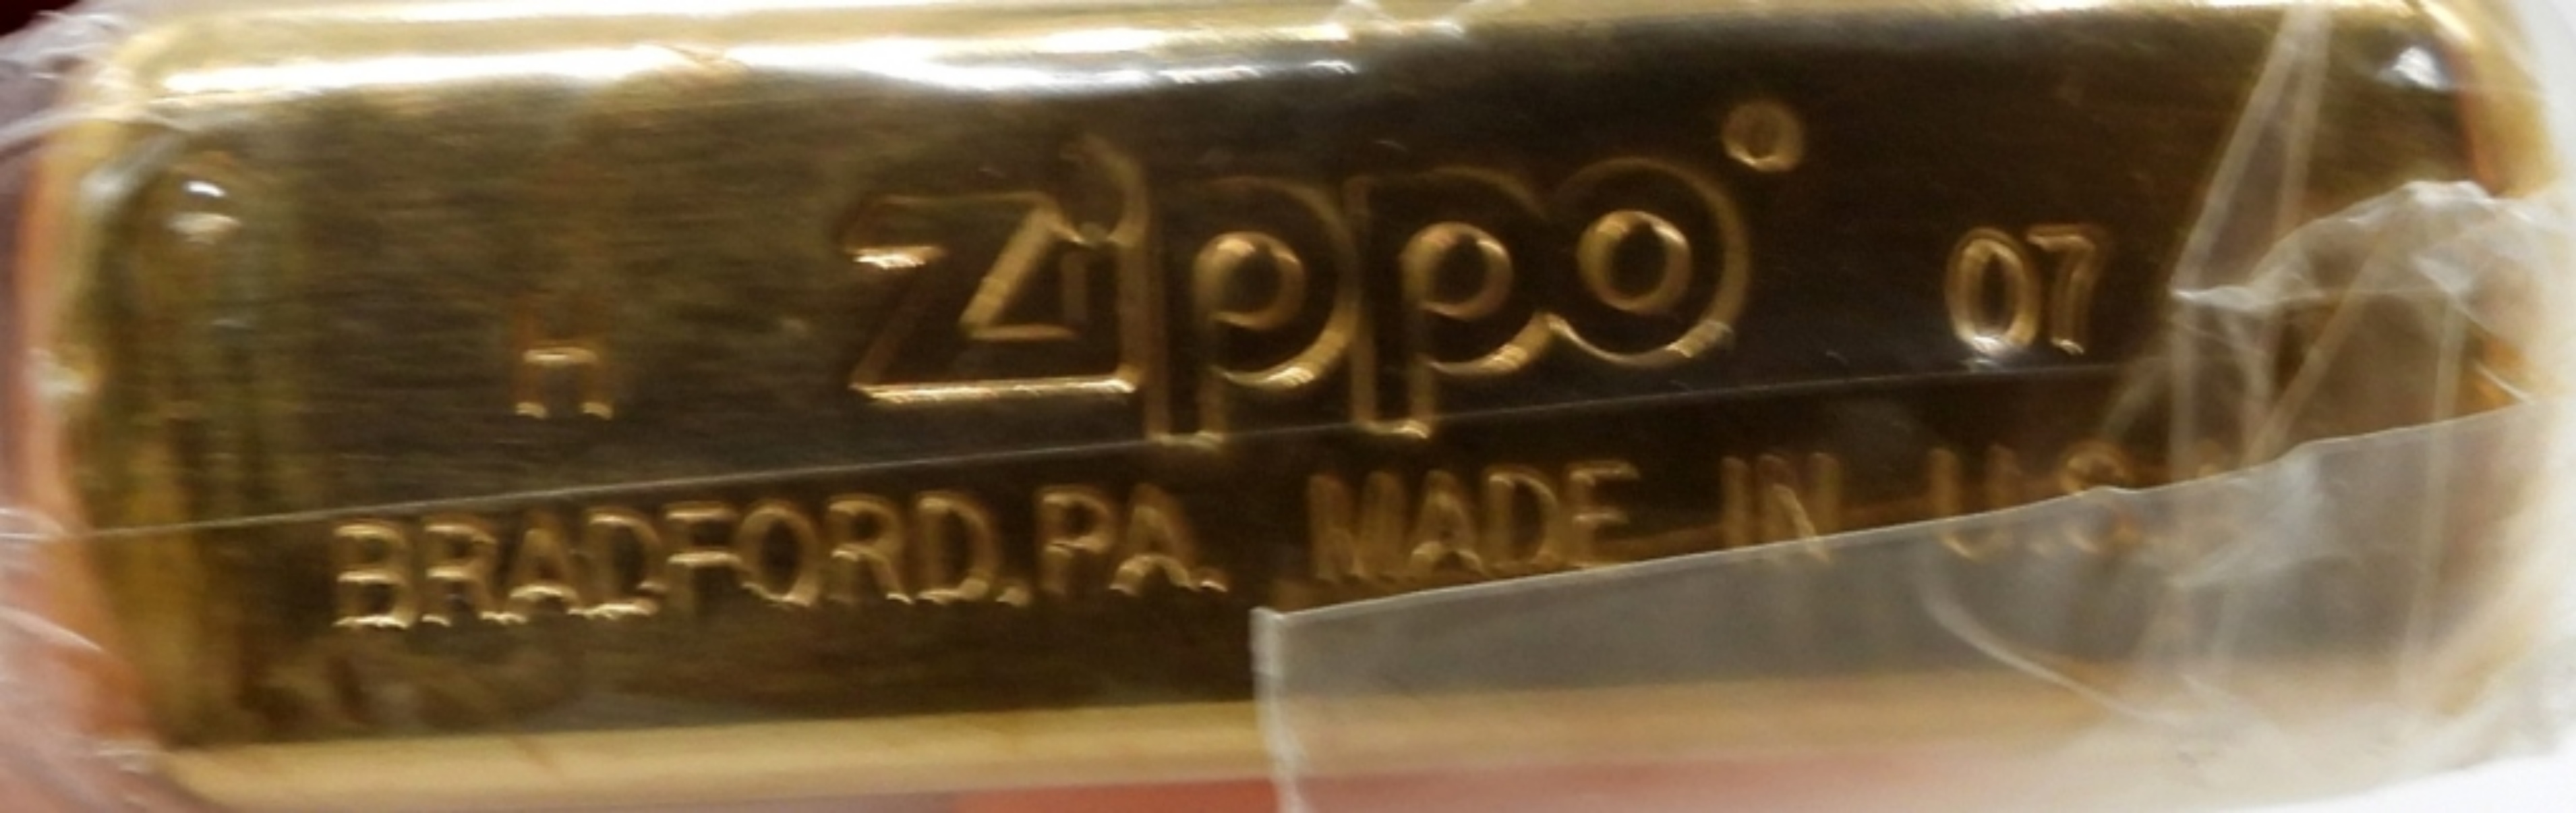 H Zippo® 07
BRADFORD,PA. MADE IN U.S.A